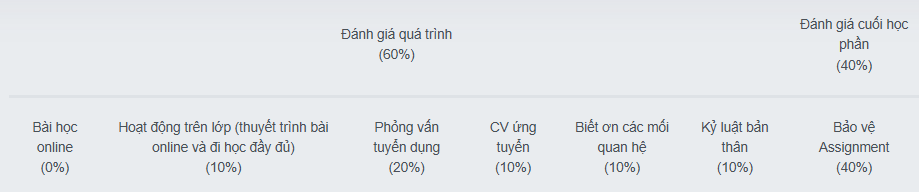 Đánh giá quá trình
(60%)
Đánh giá cuối học
phần
(40%)
Bài học
online
(0%)
Hoạt động trên lớp (thuyết trình bài
online và đi học đầy đủ)
(10%)
Phỏng vấn
tuyển dụng
(20%)
CV ứng
tuyển
(10%)
Biết ơn các mối
quan hệ
(10%)
Kỷ luật bản
thân
(10%)
Bảo vệ
Assignment
(40%)